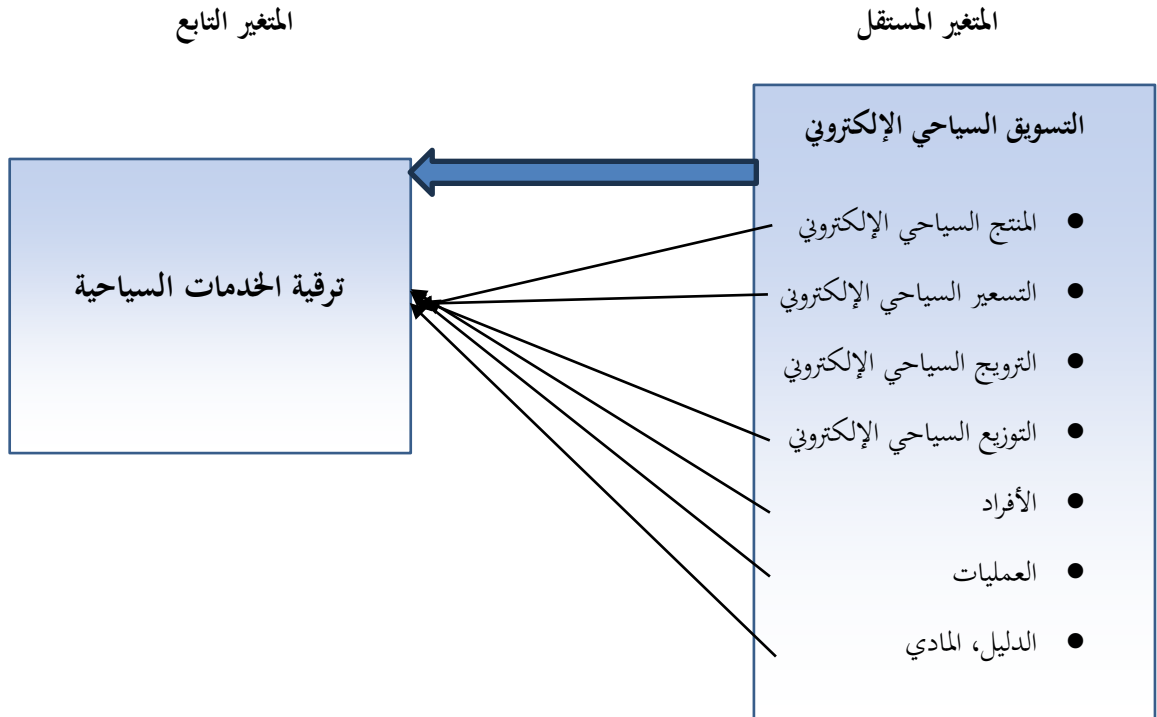 المتغير المستقل
المتغير التابع
التسويق السياحي الإلكتروني
• المنتج السياحي الإلكتروني
• التسعير السياحي الإلكتروني
• الترويج السياحي الإلكتروني
• التوزيع السياحي الإلكتروني
• الأفراد
• العمليات
• الدليل، المادي
ترقية الخدمات السياحية